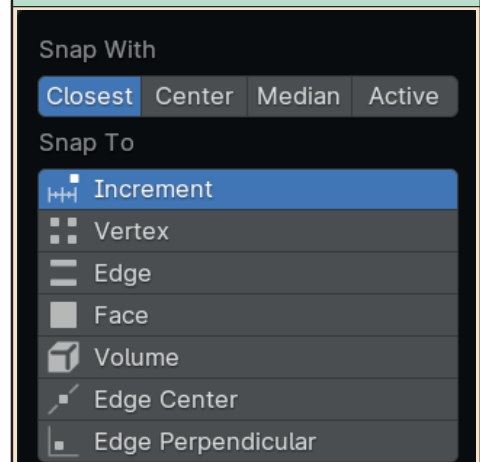 Snap With
Closest Center Median Active
Snap To
Increment
Vertex
Edge
Face
Volume
Edge Center
Edge Perpendicular